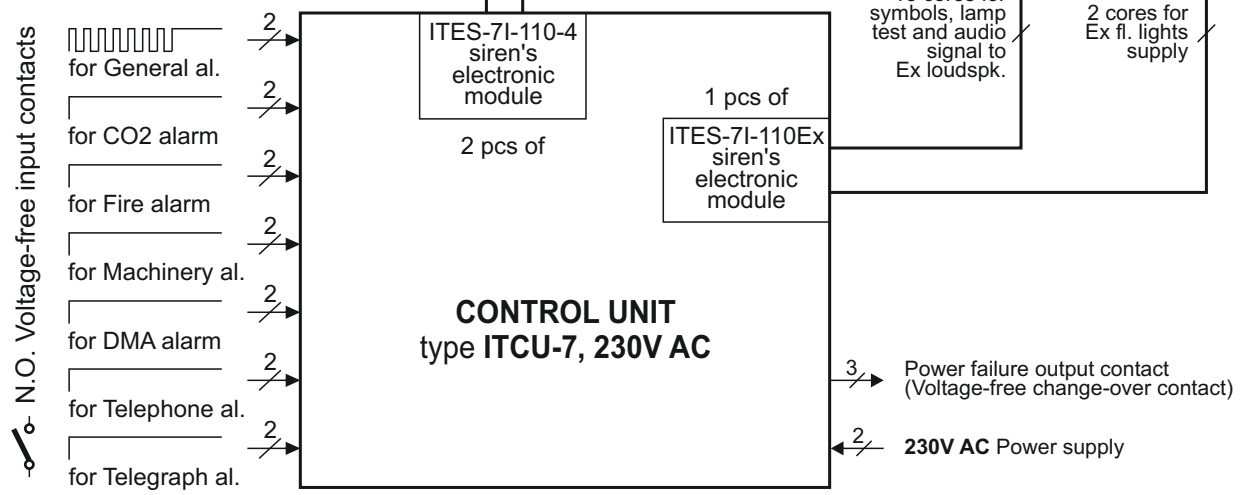 N.O. Voltage-free input contacts
2
for General al.
2
for CO2 alarm
2
for Fire alarm
2
for Machinery al.
2
for DMA alarm
2
for Telephone al.
2
for Telegraph al.
ITES-7I-110-4
siren's
electronic
module
2 pcs of
1 pcs of
ITES-7I-110Ex
siren's
electronic
module
CONTROL UNIT
type ITCU-7, 230V AC
symbols, lamp
test and audio
signal to
Ex loudspk.
2 cores for
Ex fl. lights
supply
3
Power failure output contact
(Voltage-free change-over contact)
2
230V AC Power supply